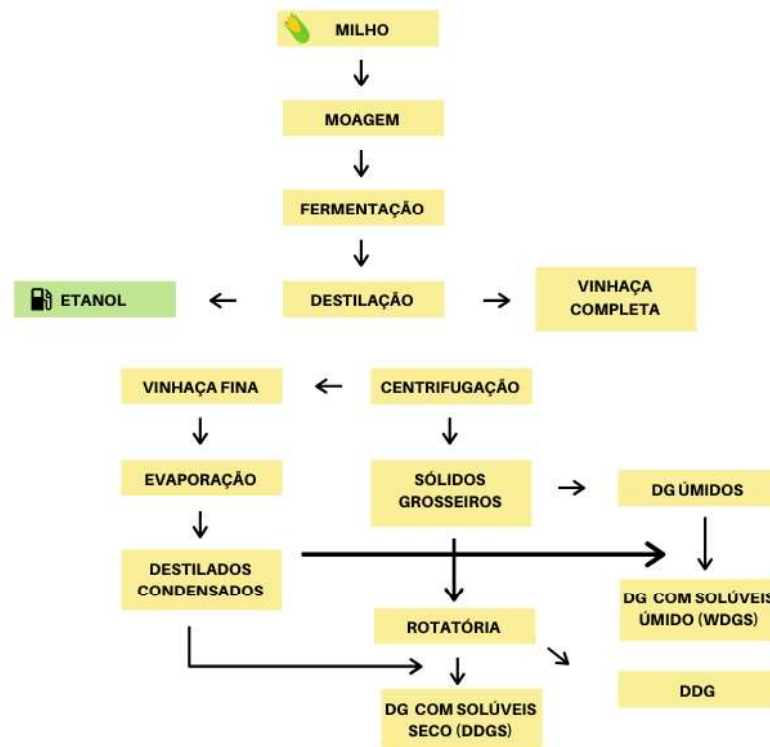 MILHO
MOAGEM
FERMENTAÇÃO
ETANOL
DESTILAÇÃO
VINHAÇA
COMPLETA
VINHAÇA FINA
CENTRIFUGAÇÃO
EVAPORAÇÃO
SÓLIDOS
GROSSEIROS
DG ÚMIDOS
DESTILADOS
CONDENSADOS
DG COM SOLÚVEIS
ÚMIDO (WDGS)
ROTATÓRIA
DDG
DG COM SOLÚVEIS
SECO (DDGS)